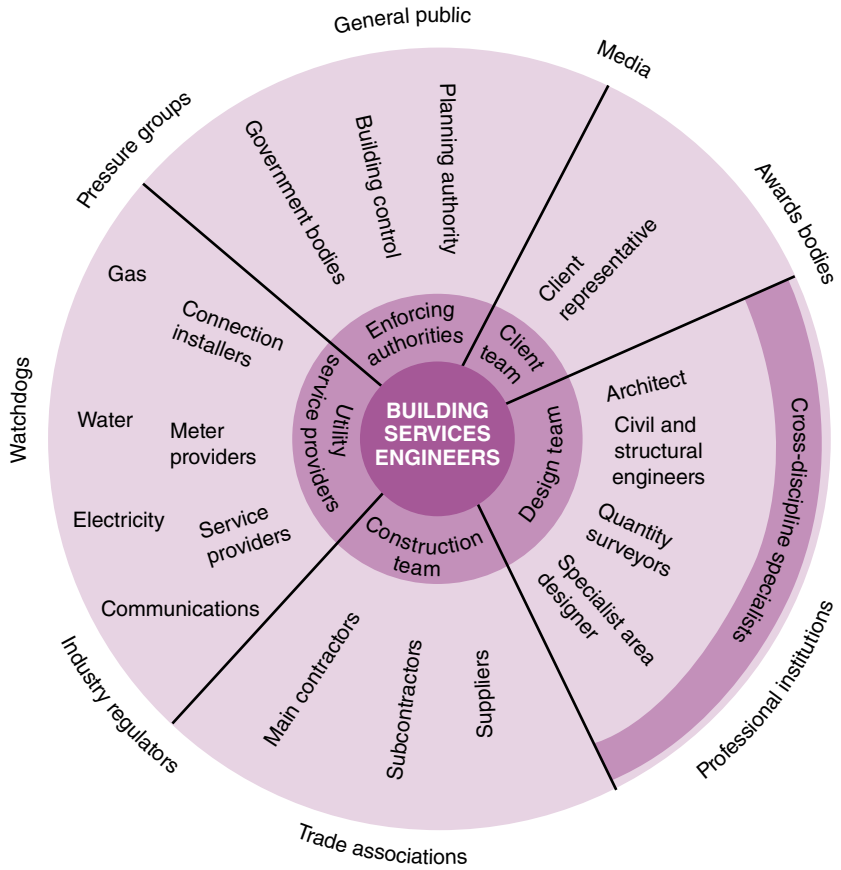 General public
Media
Pressure groups
Awards bodies
Watchdogs
Industry regulators
Professional institutions
Trade associations
Government bodies
Building control
Planning authority
Client
representative
Gas
Connection
installers
Water
Meter
providers
Electricity
Service
providers
Communications
Enforcing
authorities
Client
team
Utility
service providers
BUILDING
SERVICES
ENGINEERS
Design team
Construction
team
Architect
Civil and
structural
engineers
Quantity
surveyors
Specialist area
designer
Cross-discipline specialists
Main contractors
Subcontractors
Suppliers